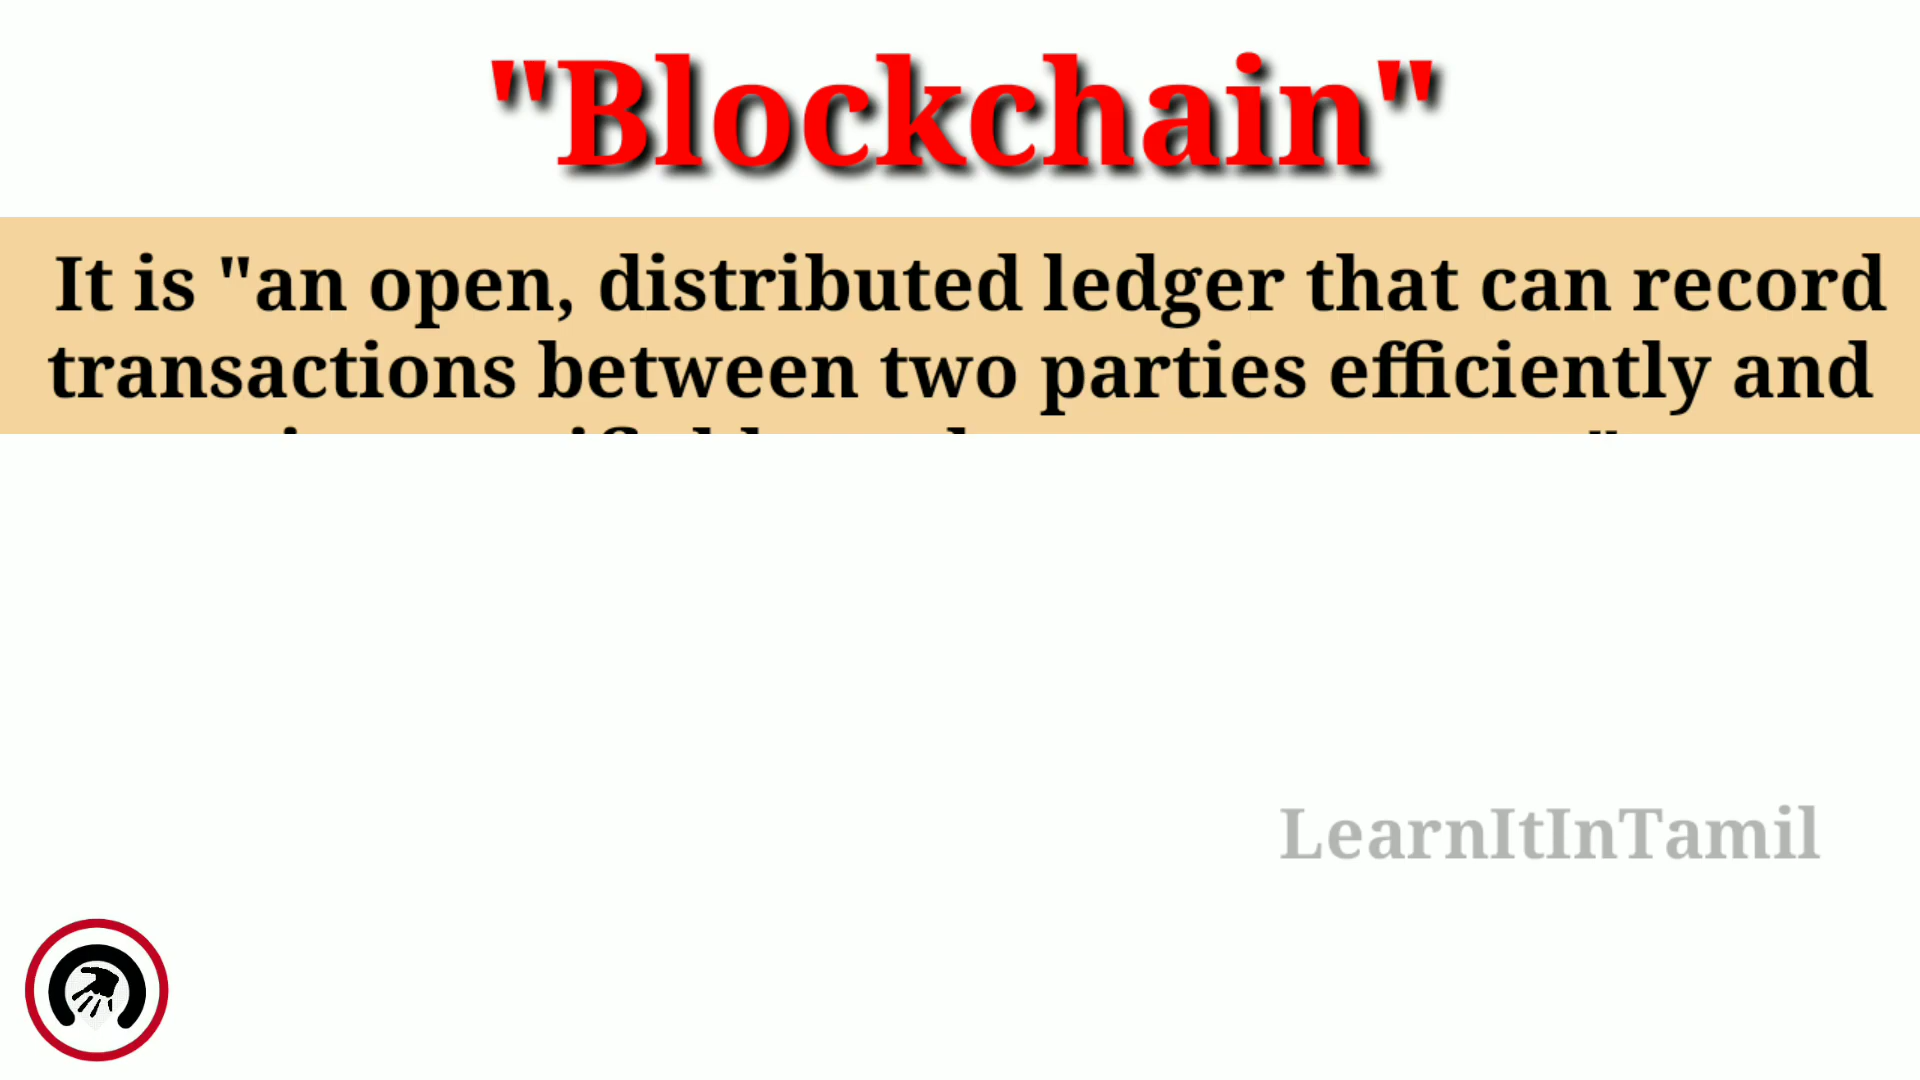 "Blockchain"
It is "an open, distributed ledger that can record
transactions between two parties efficiently and
LearnItInTamil